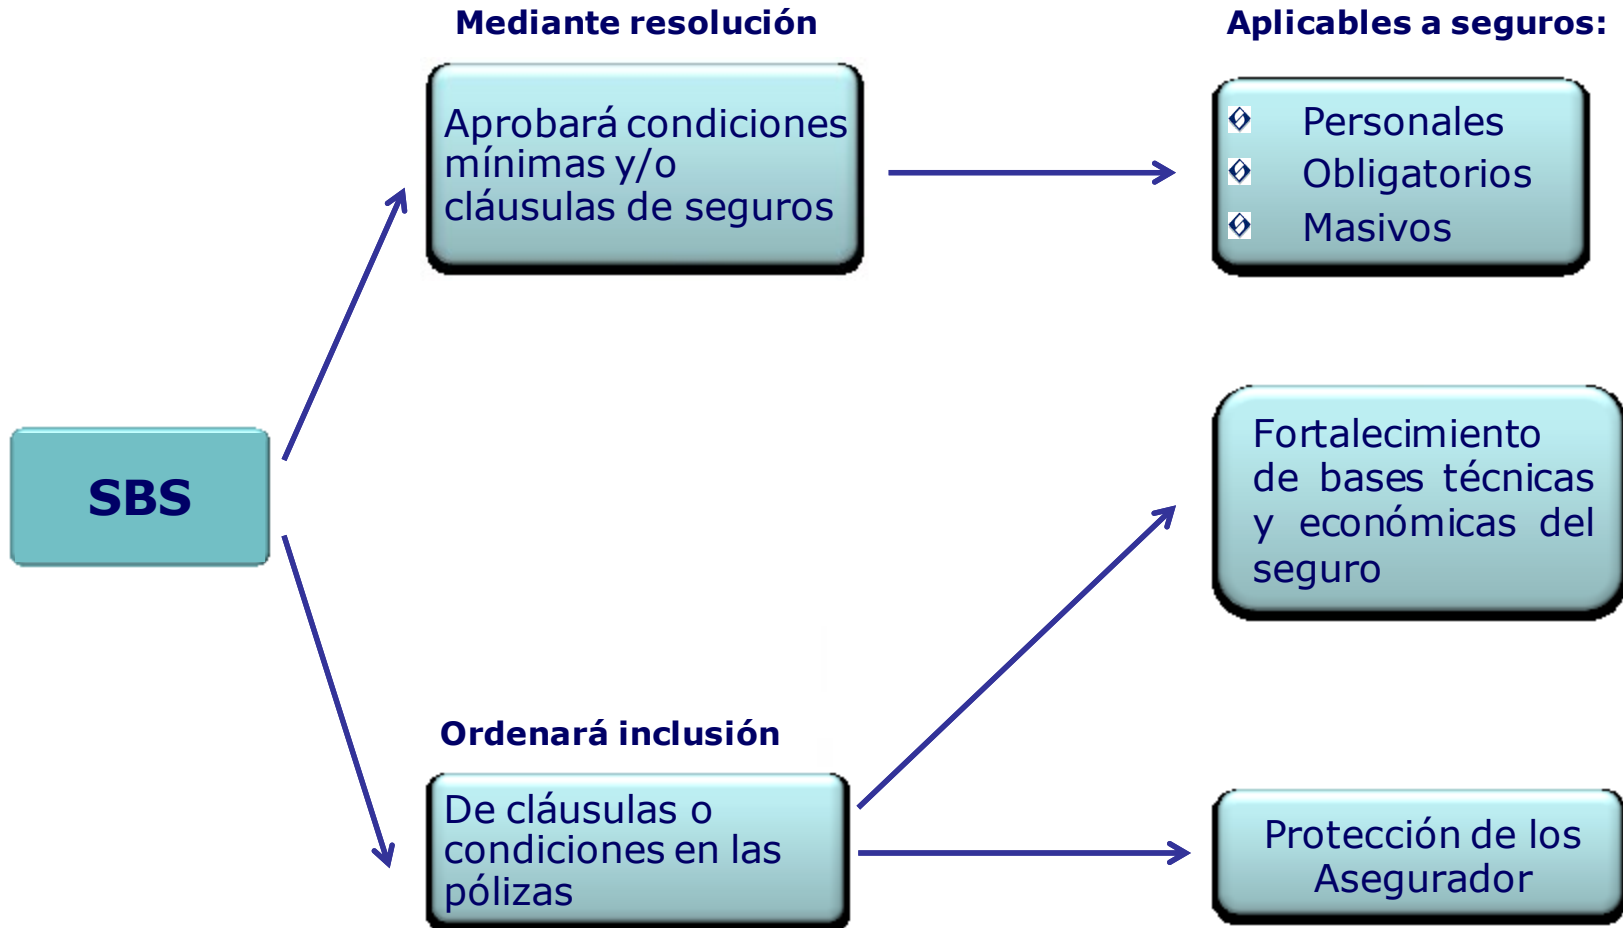 Mediante resolución
Aplicables a seguros:
Aprobará condiciones
mínimas y/o
cláusulas de seguros
Personales
Obligatorios
Masivos
SBS
Fortalecimiento
de bases técnicas
y económicas del
seguro
Ordenará inclusión
De cláusulas o
condiciones en las
pólizas
Protección de los
Asegurador